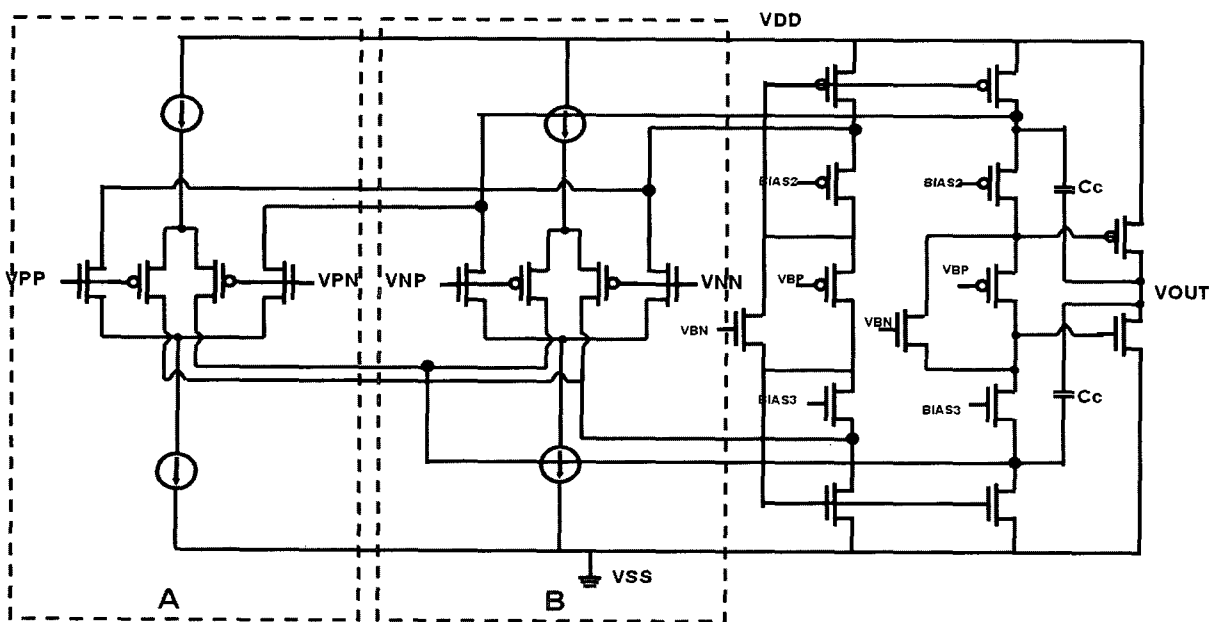 VDD
BIAS2
BIAS2
Cc
VPP
VPN
VNP
VNN
VBP
VBP
VOUT
VBN
VBN
BIAS3
BIAS3
Cc
VSS
A
B